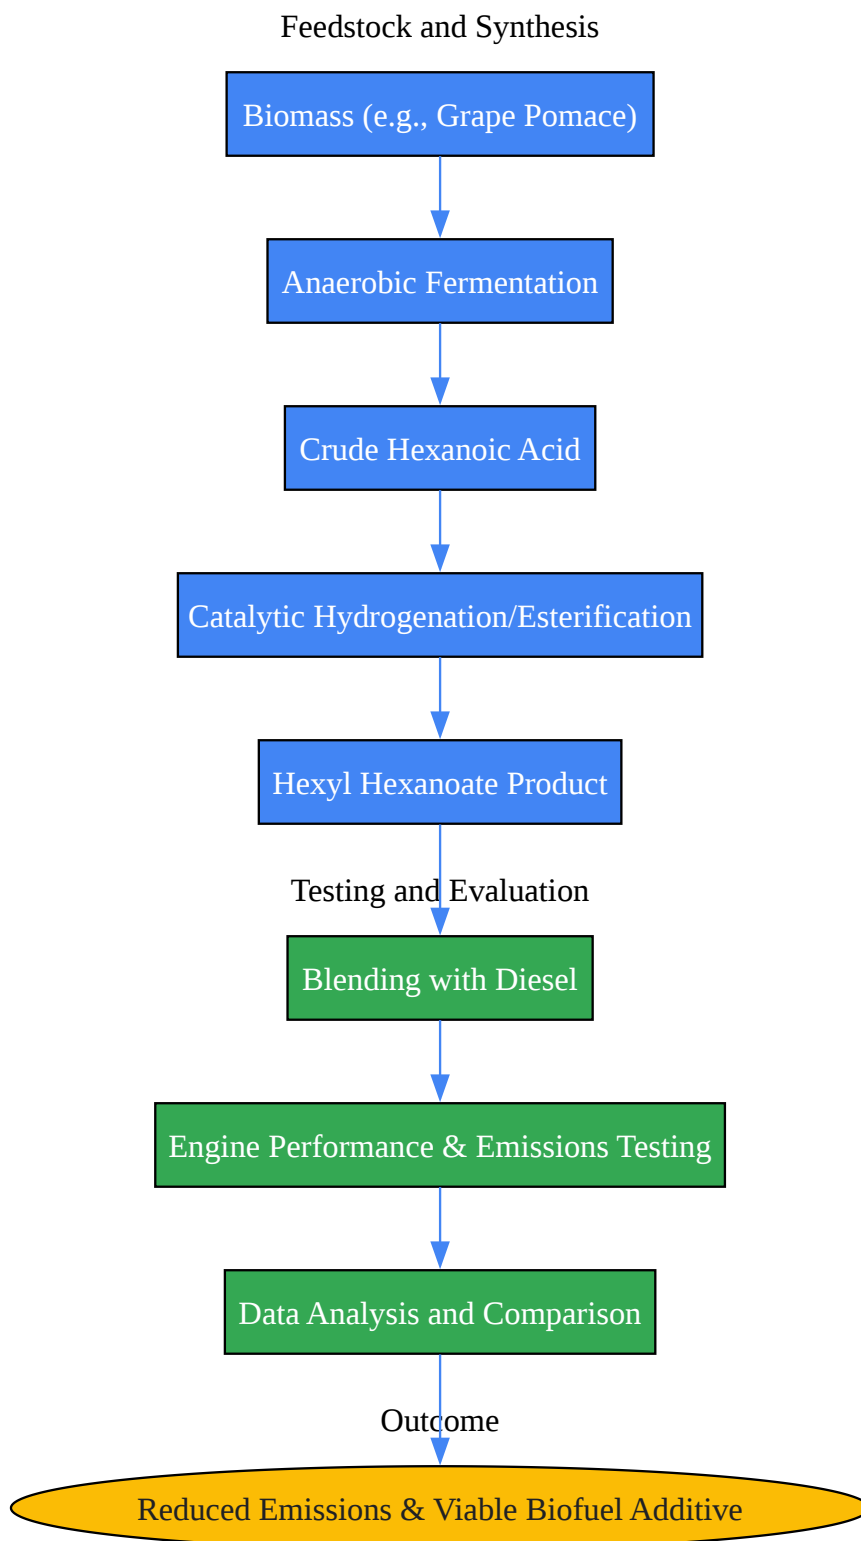 Feedstock and Synthesis
Biomass (e.g., Grape Pomace)
Anaerobic Fermentation
Crude Hexanoic Acid
Catalytic Hydrogenation/Esterification
Hexyl Hexanoate Product
Testing and Evaluation
Blending with Diesel
Engine Performance & Emissions Testing
Data Analysis and Comparison
Outcome
Reduced Emissions & Viable Biofuel Additive